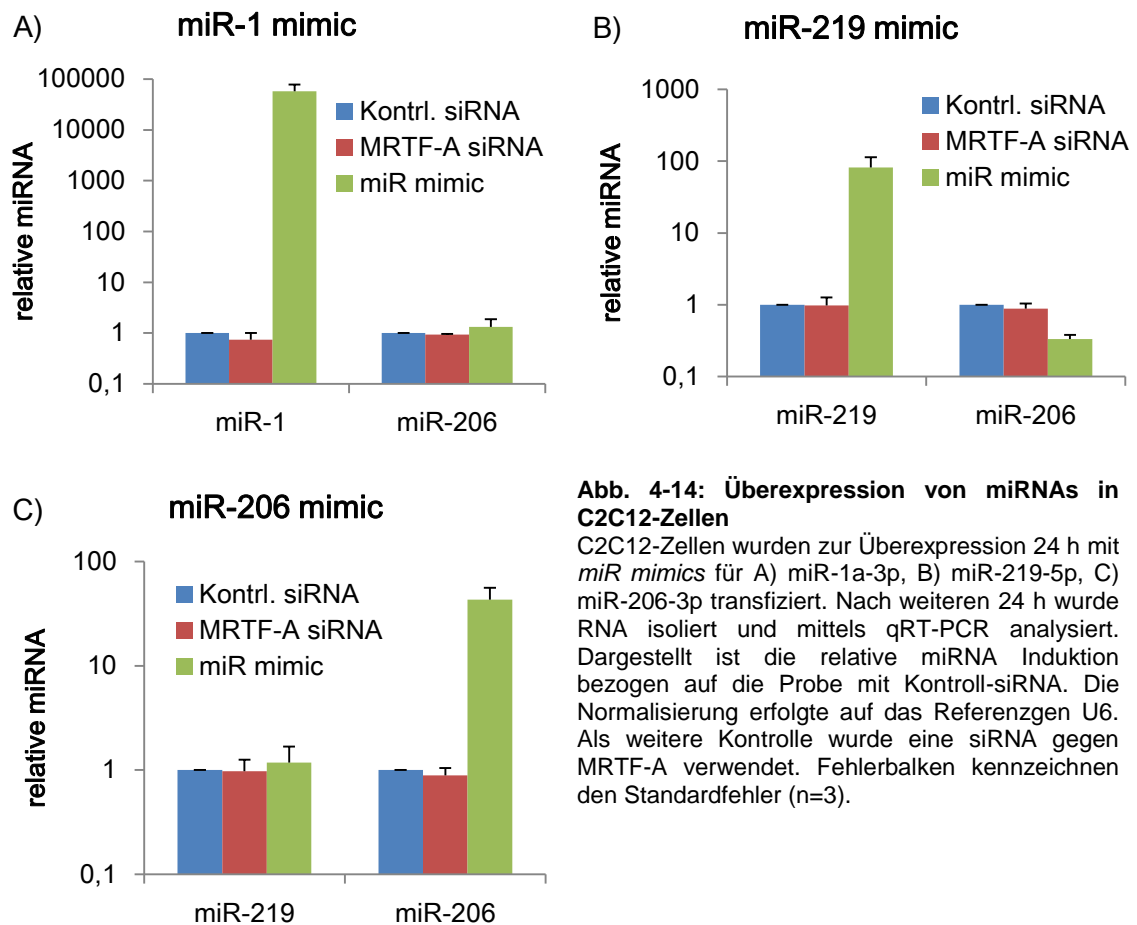 A)
miR-1 mimic
100000
10000
1000
100
10
1
0,1
relative miRNA
Kontrl. siRNA
MRTF-A siRNA
miR mimic
miR-1
miR-206
B)
miR-219 mimic
1000
100
10
1
0,1
relative miRNA
Kontrl. siRNA
MRTF-A siRNA
miR mimic
miR-219
miR-206
C)
miR-206 mimic
100
10
1
0,1
relative miRNA
Kontrl. siRNA
MRTF-A siRNA
miR mimic
miR-219
miR-206
Abb. 4-14: Überexpression von miRNAs in
C2C12-Zellen
C2C12-Zellen wurden zur Überexpression 24 h mit
miR mimics für A) miR-1a-3p, B) miR-219-5p, C)
miR-206-3p transfiziert. Nach weiteren 24 h wurde
RNA isoliert und mittels qRT-PCR analysiert.
Dargestellt ist die relative miRNA Induktion
bezogen auf die Probe mit Kontroll-siRNA. Die
Normalisierung erfolgte auf das Referenzgen U6.
Als weitere Kontrolle wurde eine siRNA gegen
MRTF-A verwendet. Fehlerbalken kennzeichnen
den Standardfehler (n=3).